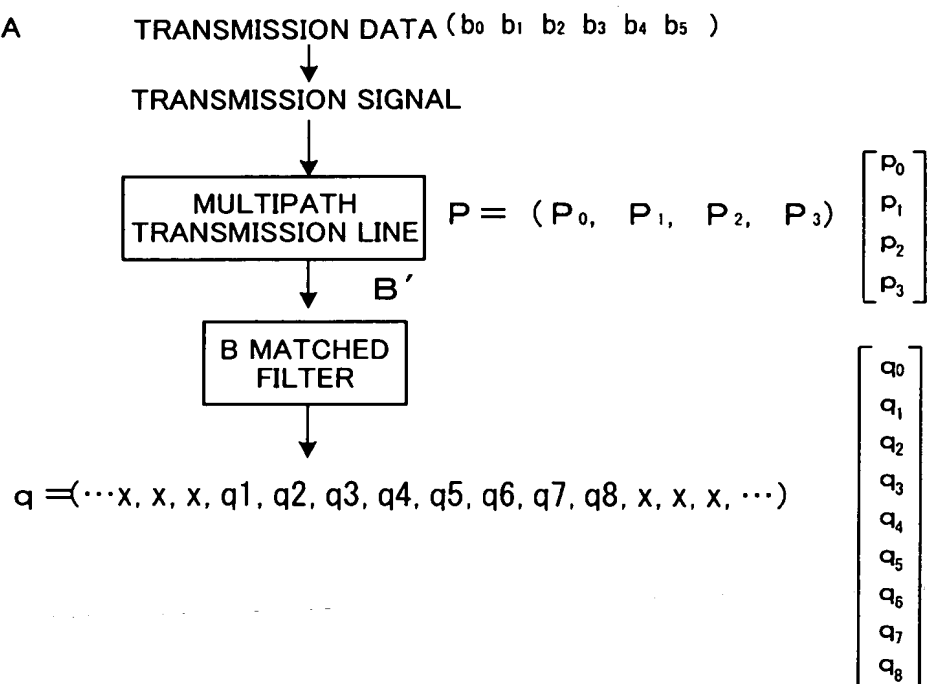 A
TRANSMISSION DATA (b0 b1 b2 b3 b4 b5 )
TRANSMISSION SIGNAL
MULTIPATH
TRANSMISSION LINE
P = (P0, P1, P2, P3)
p0
p1
p2
p3
B′
B MATCHED
FILTER
q =(⋯x, x, x, q1, q2, q3, q4, q5, q6, q7, q8, x, x, x, ⋯)
q0
q1
q2
q3
q4
q5
q6
q7
q8